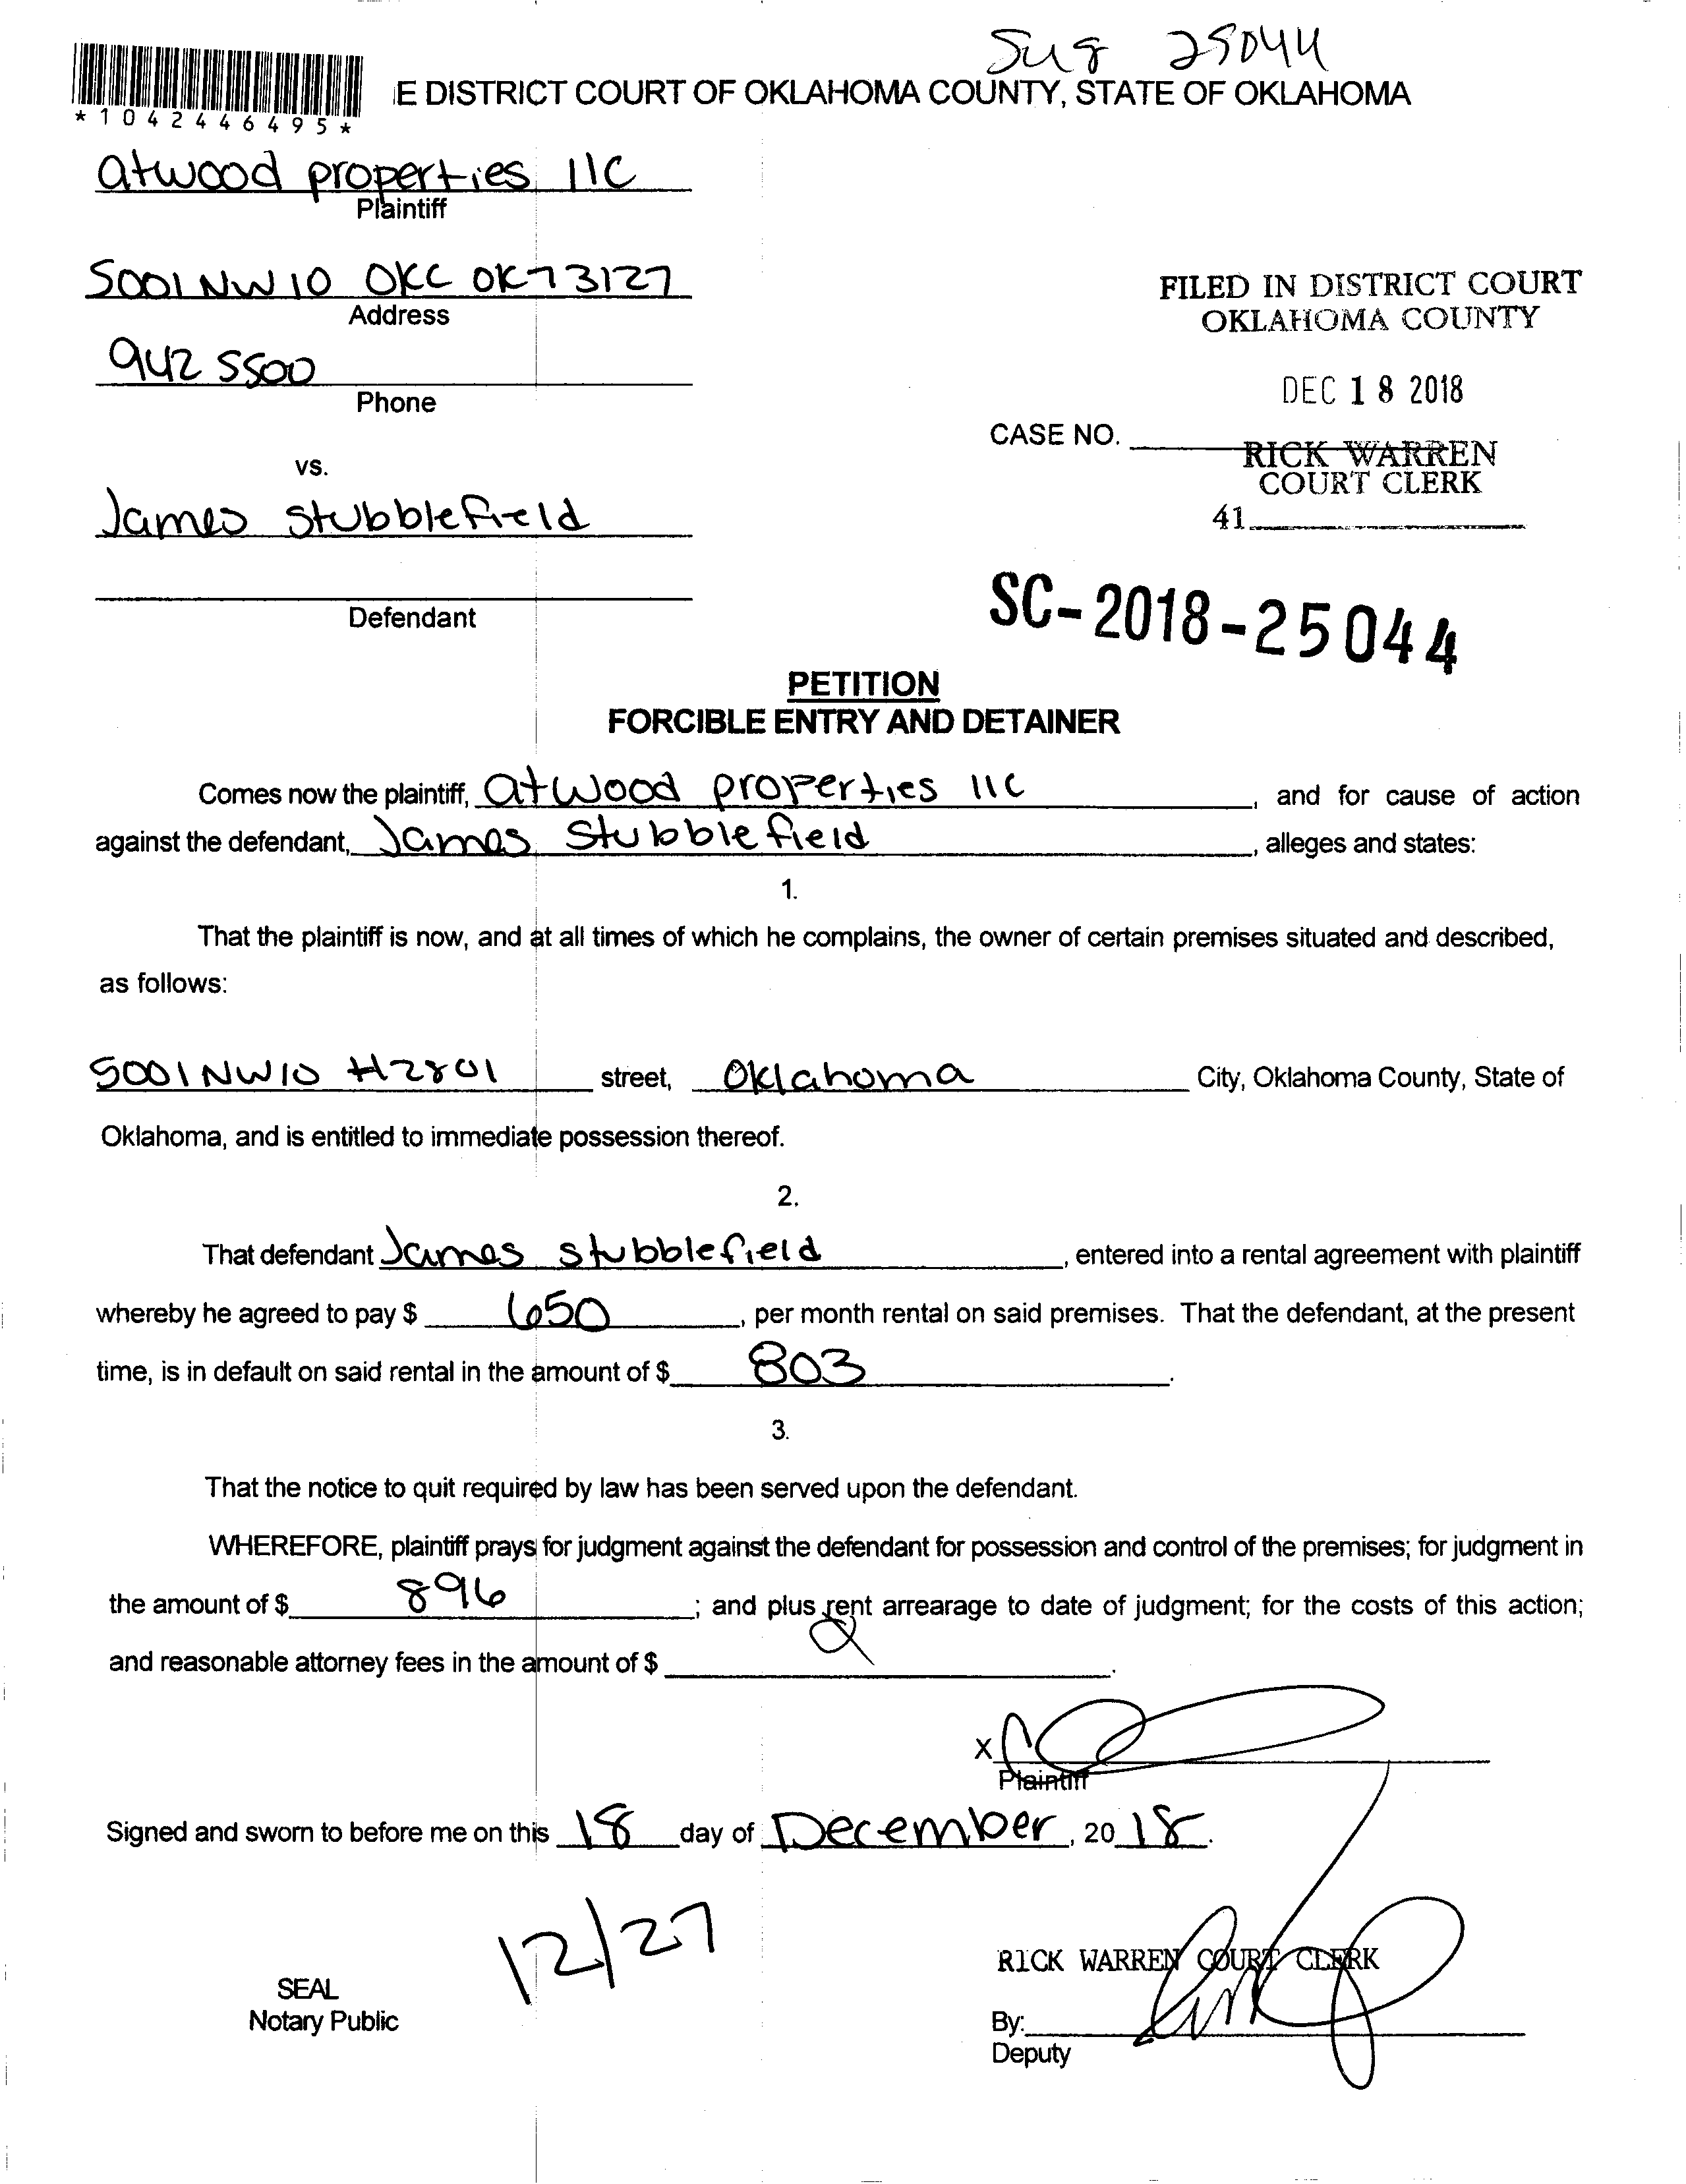 25044
E DISTRICT COURT OF OKLAHOMA COUNTY, STATE OF OKLAHOMA
*1042446495*
atwood properties llc
Plaintiff
5001 NW 10 OKC OK 73127
Address
942 5500
Phone
FILED IN DISTRICT COURT
OKLAHOMA COUNTY
DEC 18 2018
CASE NO.
RICK WARREN
COURT CLERK
41
vs.
James Stubblefield
Defendant
SC-2018-25044
PETITION
FORCIBLE ENTRY AND DETAINER
Comes now the plaintiff, atwood properties llc, and for cause of action
against the defendant, James Stubblefield, alleges and states:
1.
That the plaintiff is now, and at all times of which he complains, the owner of certain premises situated and described,
as follows:
5001 NW 10 #2801 street, Oklahoma City, Oklahoma County, State of
Oklahoma, and is entitled to immediate possession thereof.
2.
That defendant James stubblefield, entered into a rental agreement with plaintiff
whereby he agreed to pay $ 650, per month rental on said premises. That the defendant, at the present
time, is in default on said rental in the amount of $ 803.
3.
That the notice to quit required by law has been served upon the defendant.
WHEREFORE, plaintiff prays for judgment against the defendant for possession and control of the premises; for judgment in
the amount of $ 896; and plus rent arrearage to date of judgment; for the costs of this action;
and reasonable attorney fees in the amount of $
X
Plaintiff
Signed and sworn to before me on this 18 day of December, 2018.
12/27
SEAL
Notary Public
RICK WARREN COURT CLERK
By:
Deputy